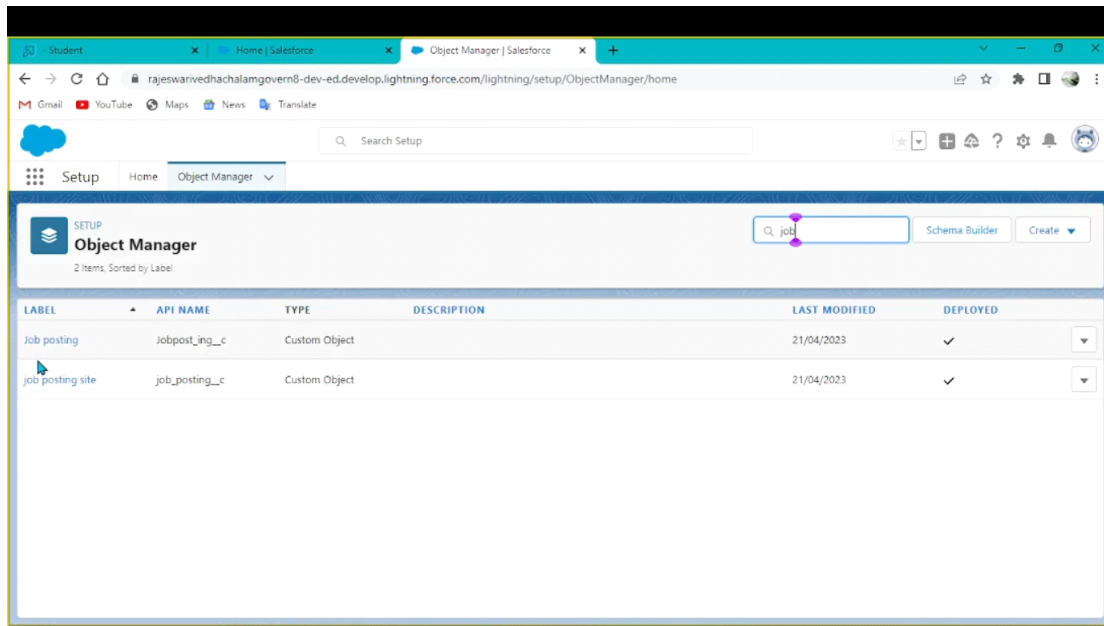 - Student
Home | Salesforce
Object Manager | Salesforce
rajeswarivedhachalamgovern8-dev-ed.develop.lightning.force.com/lightning/setup/ObjectManager/home
Gmail YouTube Maps News Translate
Search Setup
Setup Home Object Manager
SETUP
Object Manager
2 Items, Sorted by Label
job
Schema Builder
Create
LABEL API NAME TYPE DESCRIPTION LAST MODIFIED DEPLOYED
Job posting Jobpost_ing__c Custom Object 21/04/2023
job posting site job_posting__c Custom Object 21/04/2023